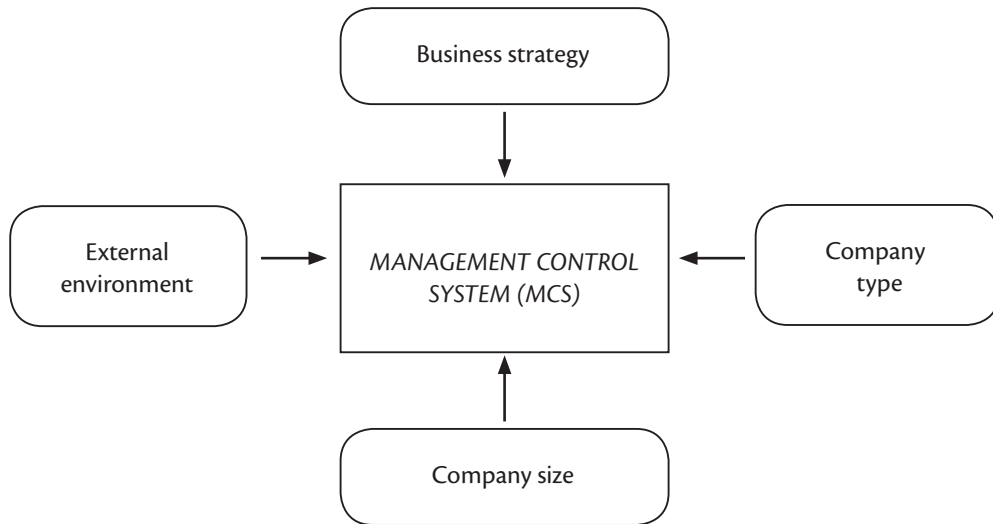 Business strategy
External
environment
MANAGEMENT CONTROL
SYSTEM (MCS)
Company
type
Company size